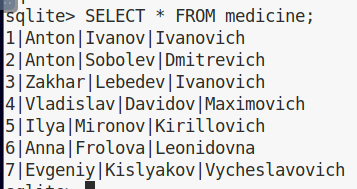 sqlite> SELECT * FROM medicine;
1|Anton|Ivanov|Ivanovich
2|Anton|Sobolev|Dmitrevich
3|Zakhar|Lebedev|Ivanovich
4|Vladislav|Davidov|Maximovich
5|Ilya|Mironov|Kirillovich
6|Anna|Frolova|Leonidovna
7|Evgeniy|Kislyakov|Vycheslavovich
sqlite>